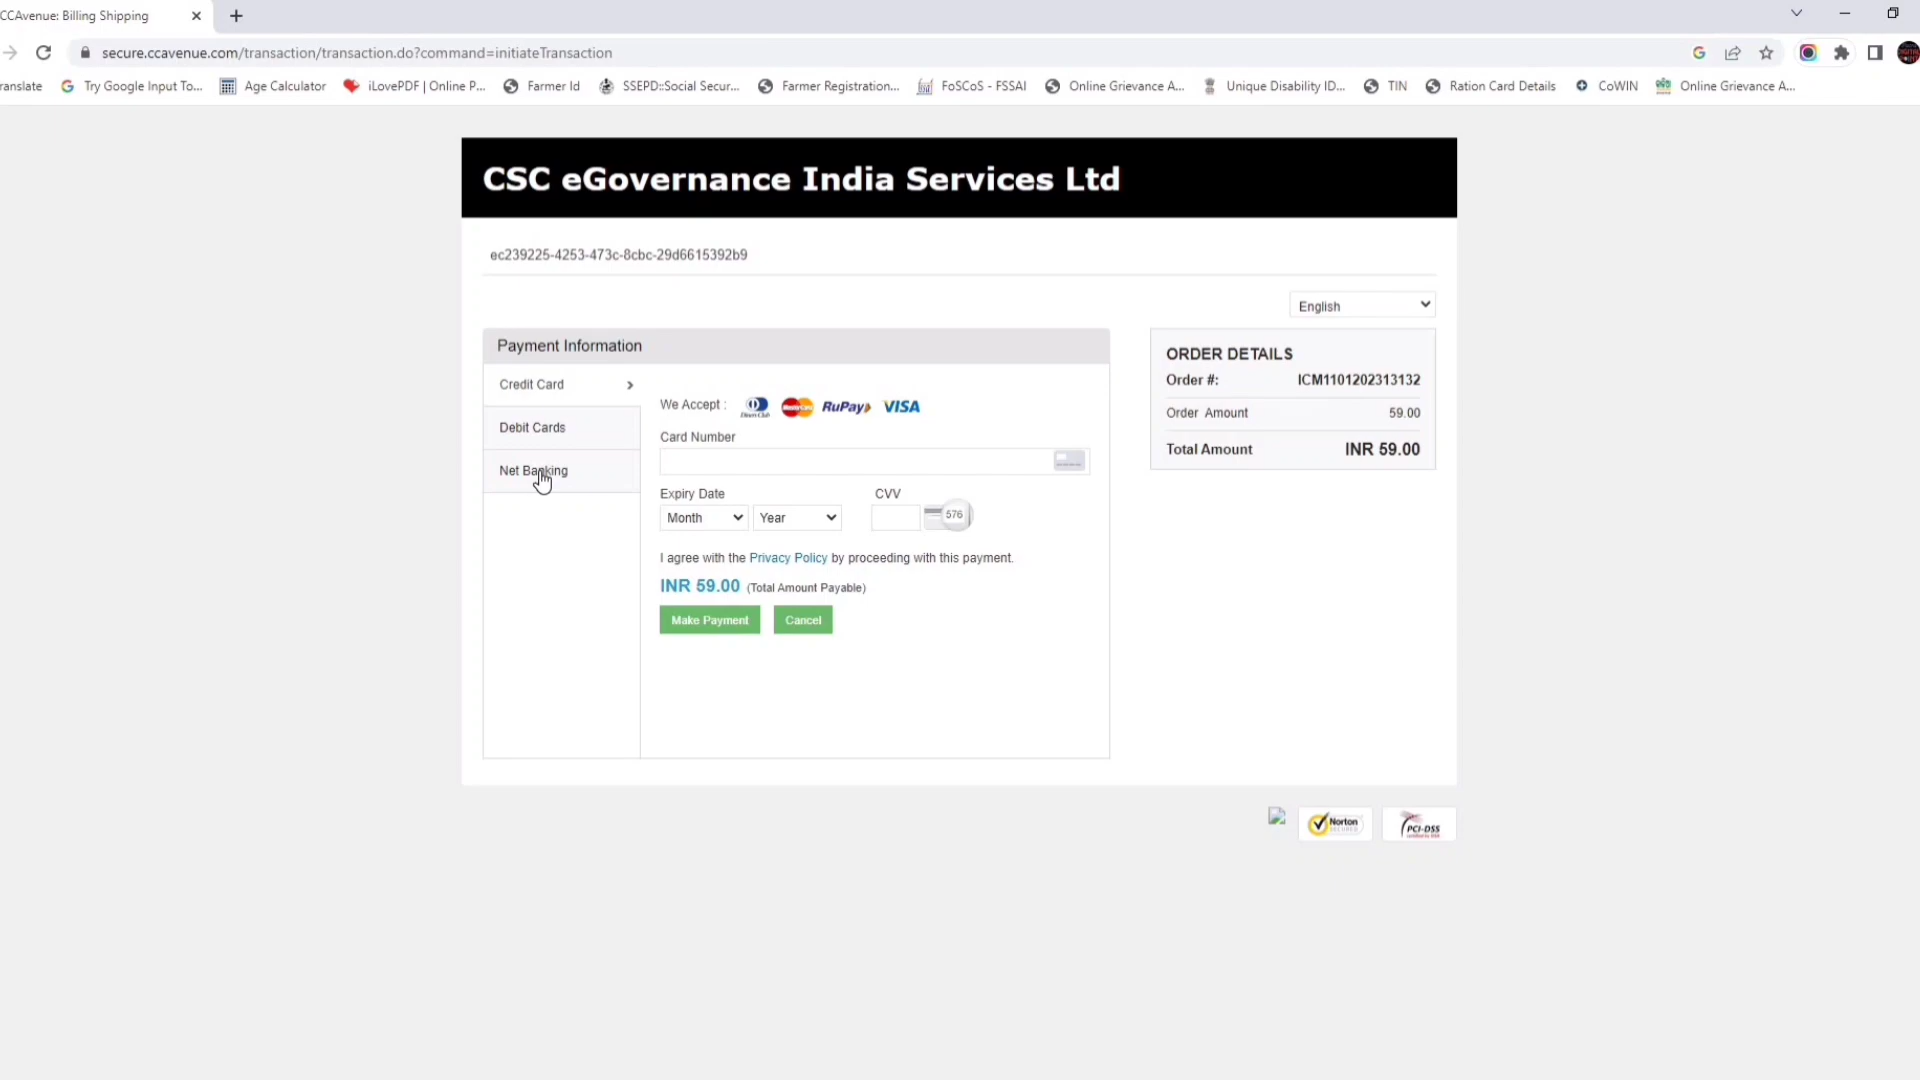 CCAvenue: Billing Shipping
secure.ccavenue.com/transaction/transaction.do?command=initiateTransaction
ranslate
Try Google Input To...
Age Calculator
iLovePDF | Online P...
Farmer Id
SSEPD::Social Secur...
Farmer Registration...
FoSCoS - FSSAI
Online Grievance A...
Unique Disability ID...
TIN
Ration Card Details
CoWIN
Online Grievance A...
CSC eGovernance India Services Ltd
ec239225-4253-473c-8cbc-29d6615392b9
English
Payment Information
Credit Card
Debit Cards
Net Banking
We Accept :
Diners Club
MasterCard
RuPay
VISA
Card Number
Expiry Date
CVV
Month
Year
576
I agree with the Privacy Policy by proceeding with this payment.
INR 59.00 (Total Amount Payable)
Make Payment
Cancel
ORDER DETAILS
Order #: ICM1101202313132
Order Amount 59.00
Total Amount INR 59.00
Norton
SECURED
PCI-DSS